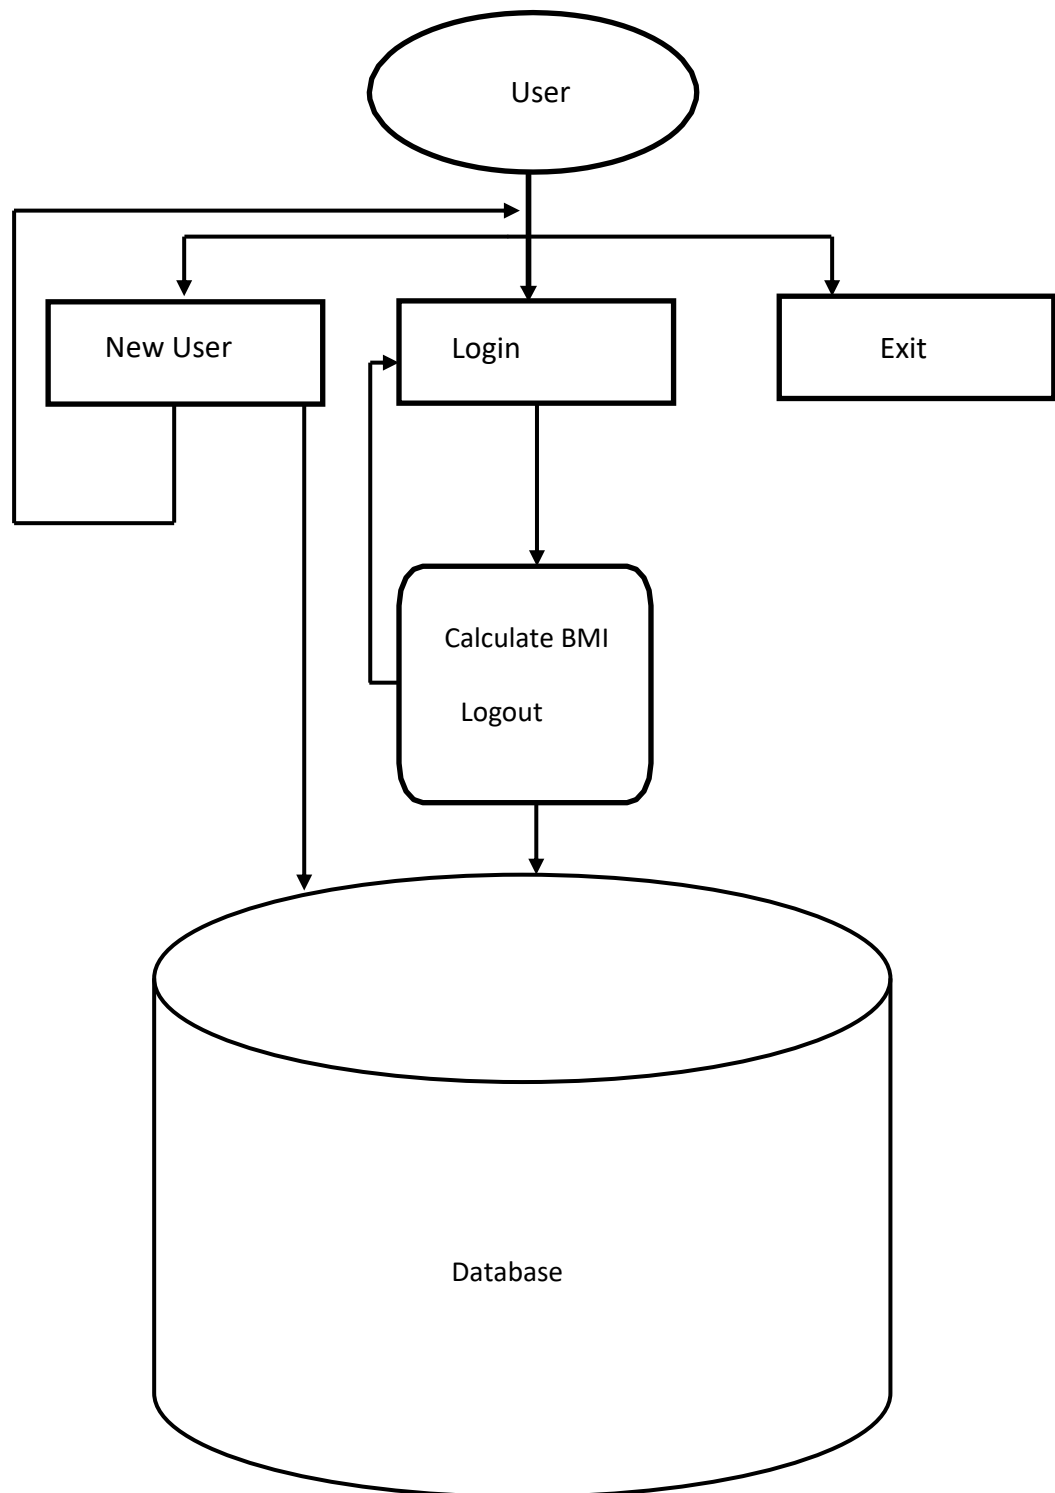 User
New User
Login
Exit
Calculate BMI
Logout
Database